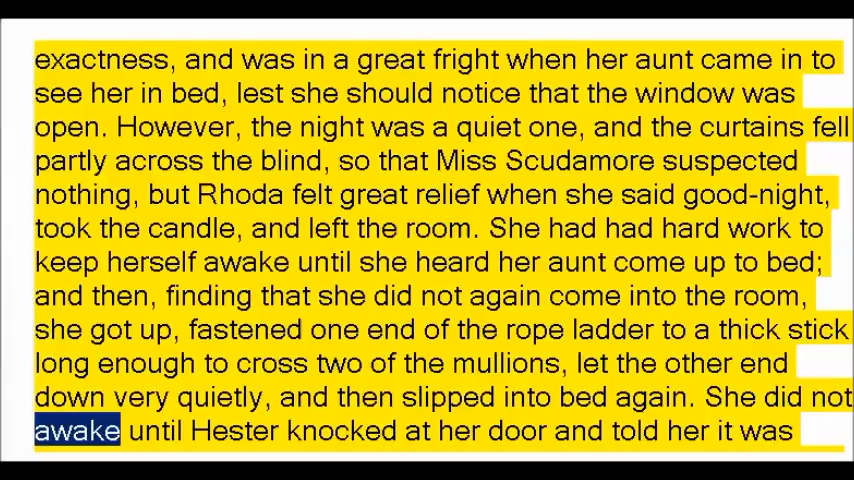 exactness, and was in a great fright when her aunt came in to
see her in bed, lest she should notice that the window was
open. However, the night was a quiet one, and the curtains fell
partly across the blind, so that Miss Scudamore suspected
nothing, but Rhoda felt great relief when she said good-night,
took the candle, and left the room. She had had hard work to
keep herself awake until she heard her aunt come up to bed;
and then, finding that she did not again come into the room,
she got up, fastened one end of the rope ladder to a thick stick
long enough to cross two of the mullions, let the other end
down very quietly, and then slipped into bed again. She did not
awake until Hester knocked at her door and told her it was